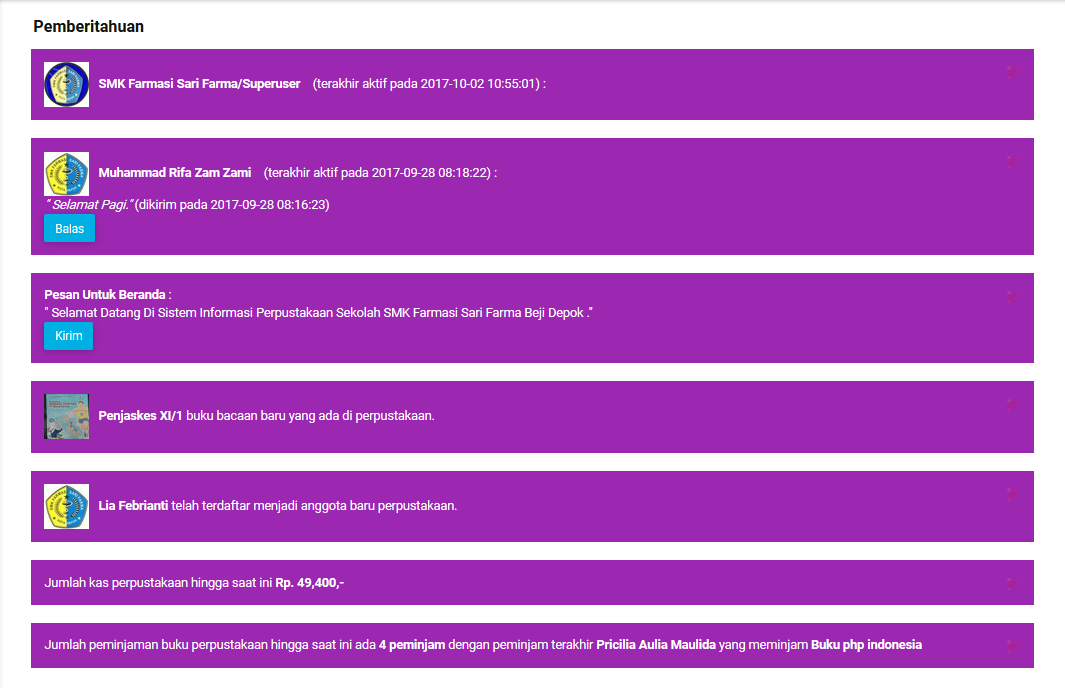 Pemberitahuan
SMK Farmasi Sari Farma/Superuser (terakhir aktif pada 2017-10-02 10:55:01) :
Muhammad Rifa Zam Zami (terakhir aktif pada 2017-09-28 08:18:22) :
" Selamat Pagi." (dikirim pada 2017-09-28 08:16:23)
Balas
Pesan Untuk Beranda :
" Selamat Datang Di Sistem Informasi Perpustakaan Sekolah SMK Farmasi Sari Farma Beji Depok ."
Kirim
Penjaskes XI/1 buku bacaan baru yang ada di perpustakaan.
Lia Febrianti telah terdaftar menjadi anggota baru perpustakaan.
Jumlah kas perpustakaan hingga saat ini Rp. 49,400,-
Jumlah peminjaman buku perpustakaan hingga saat ini ada 4 peminjam dengan peminjam terakhir Pricilia Aulia Maulida yang meminjam Buku php indonesia